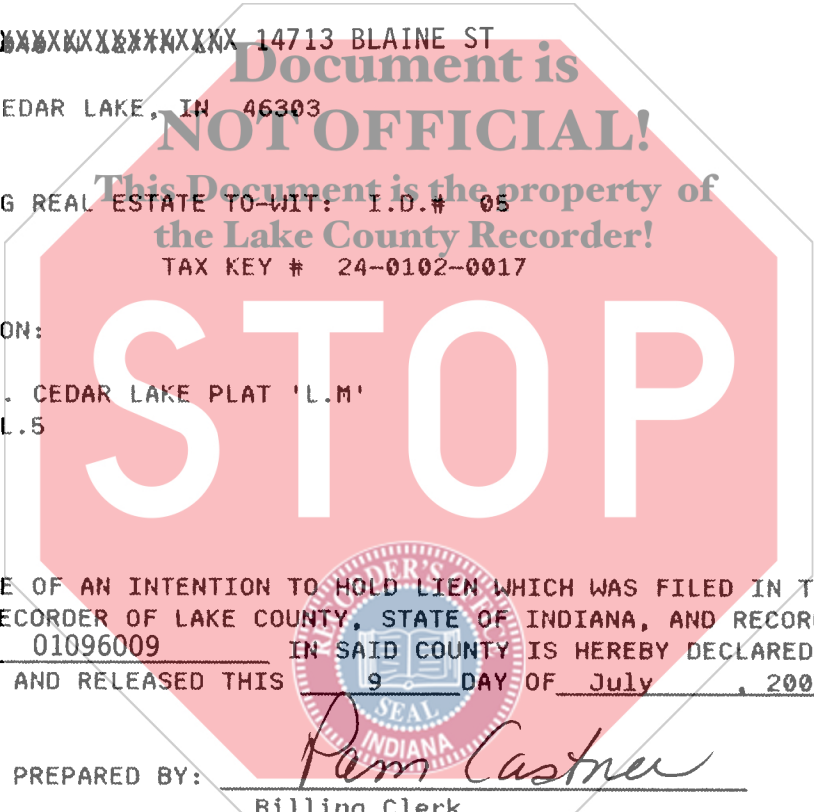 14713 BLAINE ST
Document is
EDAR LAKE, IN 46303
NOT OFFICIAL!
This Document is the property of
G REAL ESTATE TO-WIT: I.D.# 05
the Lake County Recorder!
TAX KEY # 24-0102-0017
ON:
STOP
. CEDAR LAKE PLAT 'L.M'
L.5
E OF AN INTENTION TO HOLD LIEN WHICH WAS FILED IN T
ECORDER OF LAKE COUNTY, STATE OF INDIANA, AND RECOR
01096009 IN SAID COUNTY IS HEREBY DECLARED
AND RELEASED THIS 9 DAY OF July, 200
SEAL
INDIANA
PREPARED BY: Pam Castner
Billing Clerk